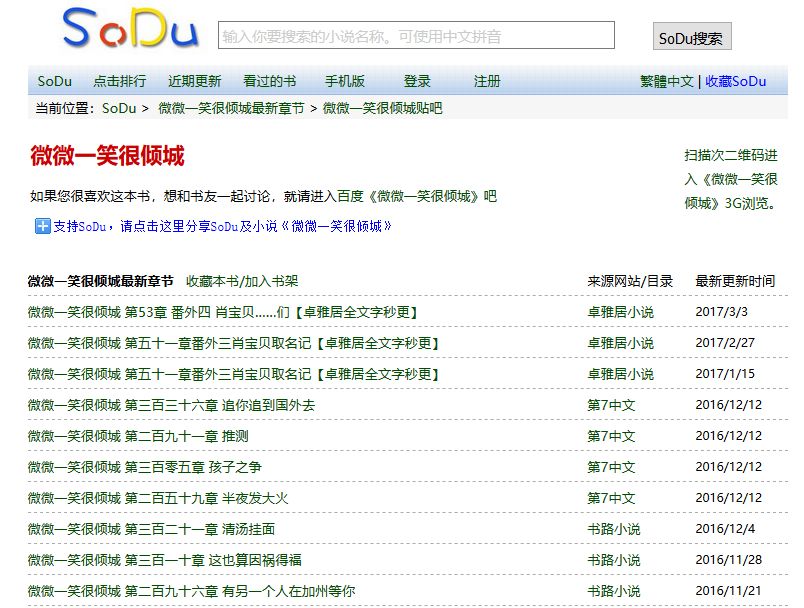 SoDu 输入你要搜索的小说名称。可使用中文拼音 SoDu搜索
SoDu 点击排行 近期更新 看过的书 手机版 登录 注册 繁體中文 | 收藏SoDu
当前位置：SoDu > 微微一笑很倾城最新章节 > 微微一笑很倾城贴吧
微微一笑很倾城
扫描次二维码进
入《微微一笑很
倾城》3G浏览。
如果您很喜欢这本书，想和书友一起讨论，就请进入百度《微微一笑很倾城》吧
支持SoDu，请点击这里分享SoDu及小说《微微一笑很倾城》
微微一笑很倾城最新章节 收藏本书/加入书架 来源网站/目录 最新更新时间
微微一笑很倾城 第53章 番外四 肖宝贝……们【卓雅居全文字秒更】 卓雅居小说 2017/3/3
微微一笑很倾城 第五十一章番外三肖宝贝取名记【卓雅居全文字秒更】 卓雅居小说 2017/2/27
微微一笑很倾城 第五十一章番外三肖宝贝取名记【卓雅居全文字秒更】 卓雅居小说 2017/1/15
微微一笑很倾城 第三百三十六章 追你追到国外去 第7中文 2016/12/12
微微一笑很倾城 第二百九十一章 推测 第7中文 2016/12/12
微微一笑很倾城 第三百零五章 孩子之争 第7中文 2016/12/12
微微一笑很倾城 第二百五十九章 半夜发大火 第7中文 2016/12/12
微微一笑很倾城 第三百二十一章 清汤挂面 书路小说 2016/12/4
微微一笑很倾城 第三百一十章 这也算因祸得福 书路小说 2016/11/28
微微一笑很倾城 第二百九十六章 有另一个人在加州等你 书路小说 2016/11/21